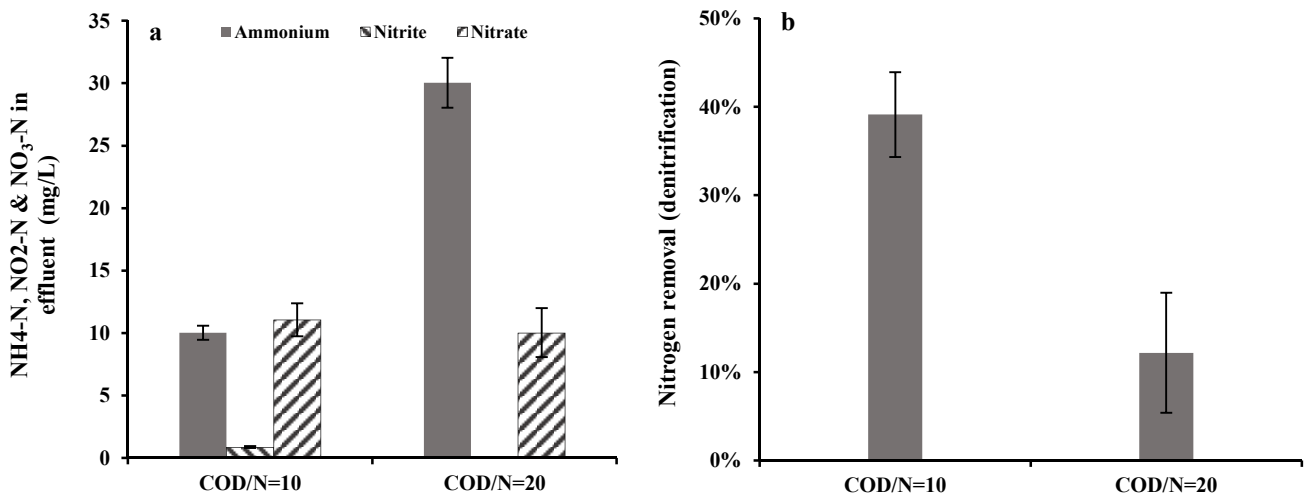 a
Ammonium Nitrite Nitrate
NH4-N, NO2-N & NO3-N in
effluent (mg/L)
35
30
25
20
15
10
5
0
COD/N=10 COD/N=20
b
Nitrogen removal (denitrification)
50%
40%
30%
20%
10%
0%
COD/N=10 COD/N=20